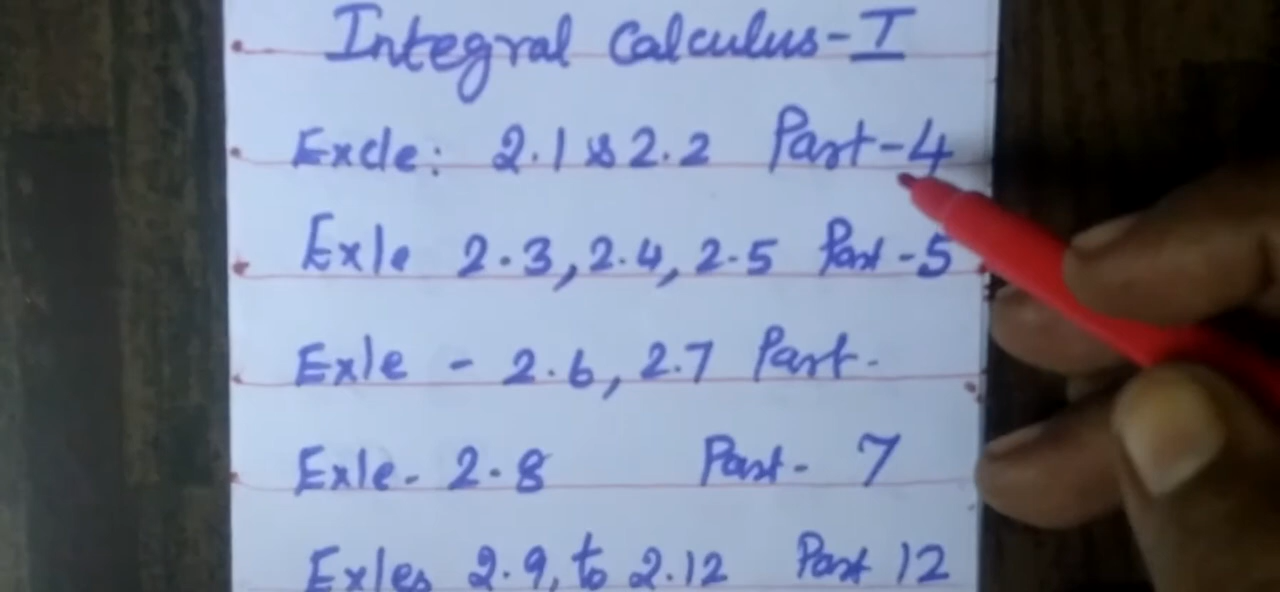 Integral Calculus-I
Excle: 2.1 & 2.2 Part-4
Exle 2.3, 2.4, 2.5 Part-5
Exle - 2.6, 2.7 Part-
Exle- 2.8 Part- 7
Exles 2.9, to 2.12 Part 12